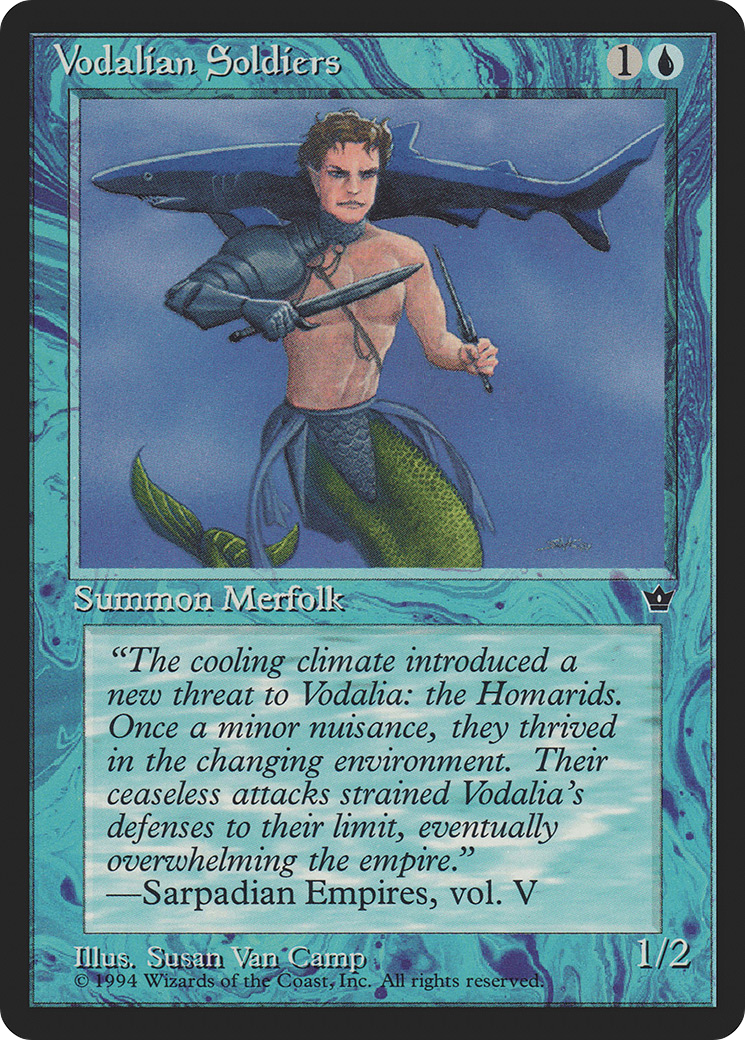 Vodalian Soldiers 1
Summon Merfolk
“The cooling climate introduced a
new threat to Vodalia: the Homarids.
Once a minor nuisance, they thrived
in the changing environment. Their
ceaseless attacks strained Vodalia’s
defenses to their limit, eventually
overwhelming the empire.”
—Sarpadian Empires, vol. V
Illus. Susan Van Camp 1/2
© 1994 Wizards of the Coast, Inc. All rights reserved.